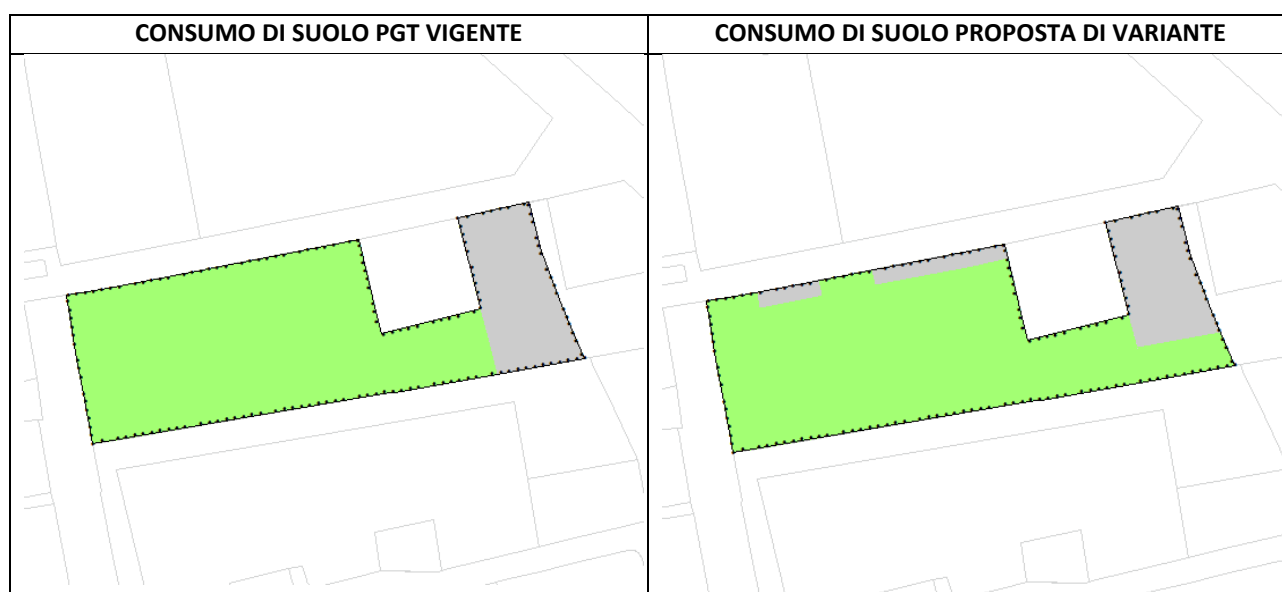 CONSUMO DI SUOLO PGT VIGENTE
CONSUMO DI SUOLO PROPOSTA DI VARIANTE